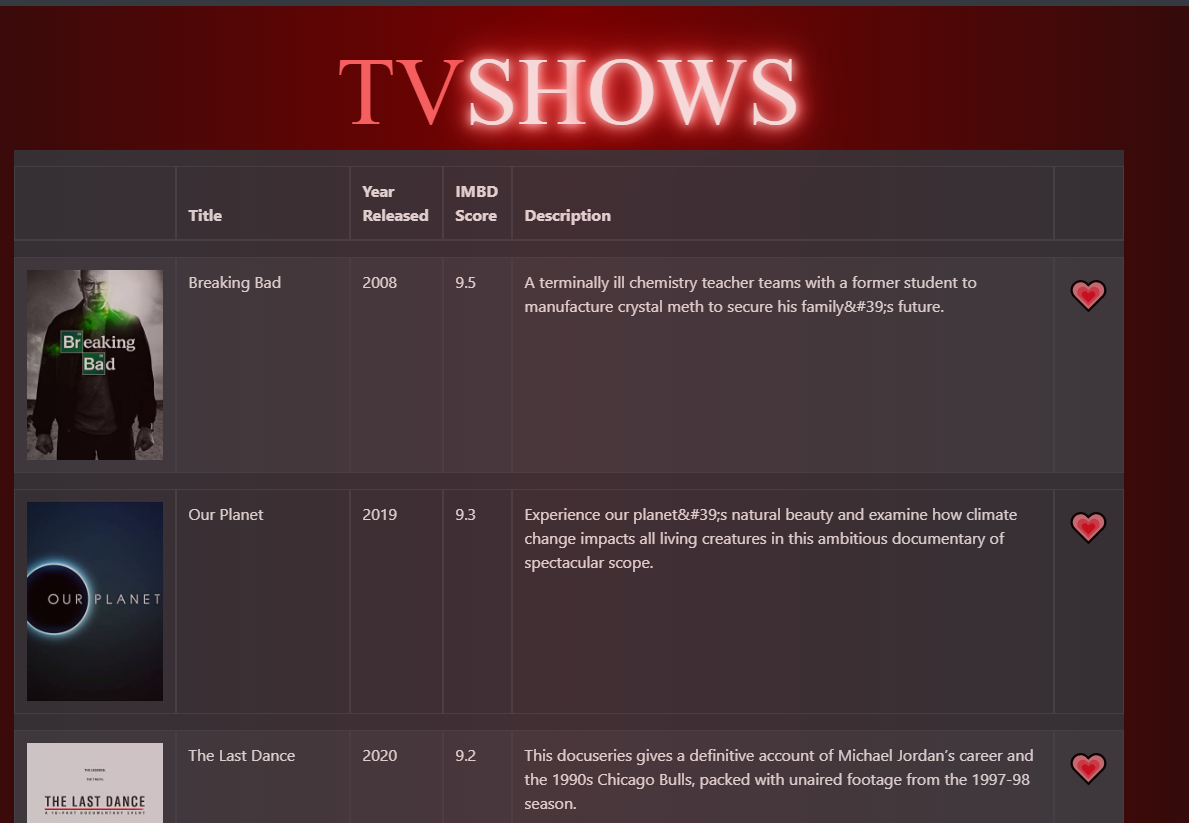 TVSHOWS
Year
IMBD
Title
Released
Score
Description
Breaking Bad
2008
9.5
A terminally ill chemistry teacher teams with a former student to
manufacture crystal meth to secure his family&#39;s future.
Breaking
Bad
Our Planet
2019
9.3
Experience our planet&#39;s natural beauty and examine how climate
change impacts all living creatures in this ambitious documentary of
spectacular scope.
OUR PLANET
The Last Dance
2020
9.2
This docuseries gives a definitive account of Michael Jordan's career and
the 1990s Chicago Bulls, packed with unaired footage from the 1997-98
season.
THE LAST DANCE
A 10-PART DOCUMENTARY EVENT